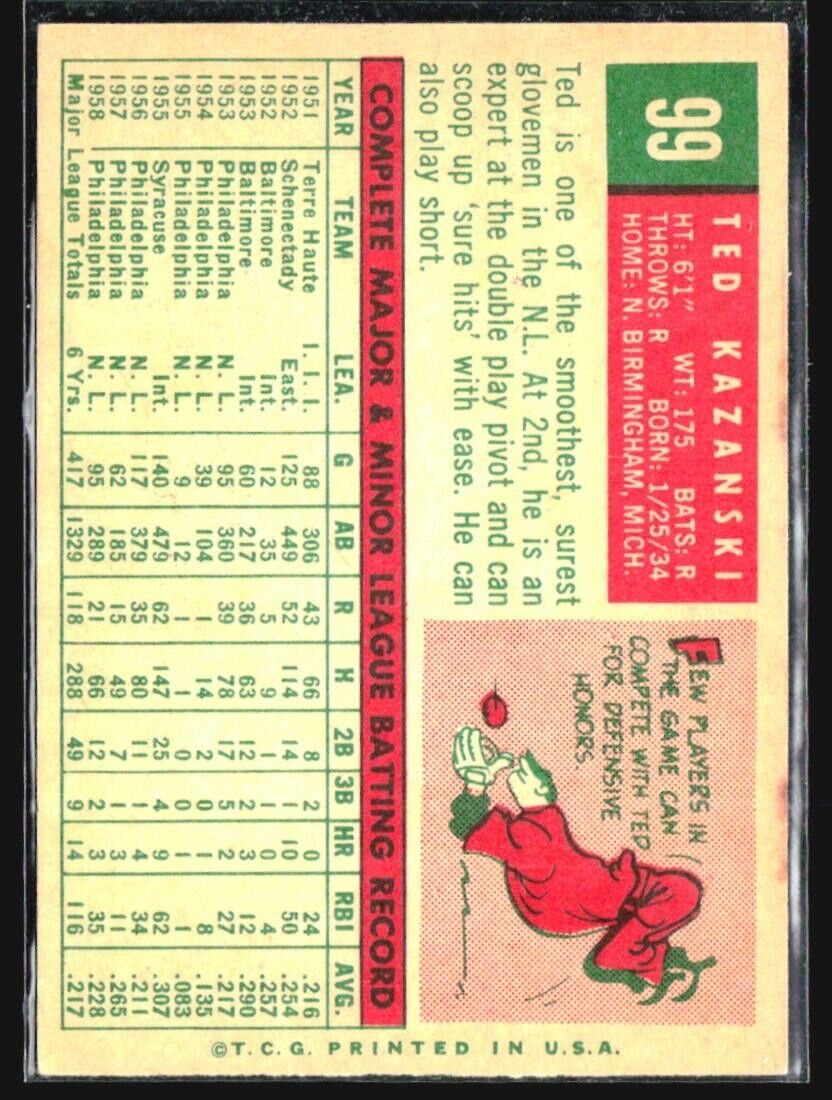 99
TED KAZANSKI
HT: 6'1" WT: 175 BATS: R
THROWS: R BORN: 1/25/34
HOME: N. BIRMINGHAM, MICH.
Ted is one of the smoothest, surest
glovemen in the N.L. At 2nd, he is an
expert at the double play pivot and can
scoop up 'sure hits' with ease. He can
also play short.
FEW PLAYERS IN
THE GAME CAN
COMPETE WITH TED
FOR DEFENSIVE
HONORS.
COMPLETE MAJOR & MINOR LEAGUE BATTING RECORD
YEAR TEAM LEA. G AB R H 2B 3B HR RBI AVG.
1951 Terre Haute I. I. I. 88 306 43 66 8 2 0 24 .216
1952 Schenectady East. 125 449 52 114 14 1 10 50 .254
1952 Baltimore Int. 12 35 5 9 1 1 0 4 .257
1953 Baltimore Int. 60 217 36 63 12 2 3 12 .290
1953 Philadelphia N. L. 95 360 39 78 17 5 2 27 .217
1954 Philadelphia N. L. 39 104 1 14 2 0 1 8 .135
1955 Philadelphia N. L. 9 12 1 1 0 0 1 1 .083
1955 Syracuse Int. 140 479 62 147 25 4 9 62 .307
1956 Philadelphia N. L. 117 379 35 80 11 1 4 34 .211
1957 Philadelphia N. L. 62 185 15 49 7 1 3 11 .265
1958 Philadelphia N. L. 95 289 21 66 12 2 3 35 .228
Major League Totals 6 Yrs. 417 1329 118 288 49 9 14 116 .217
©T.C.G. PRINTED IN U.S.A.